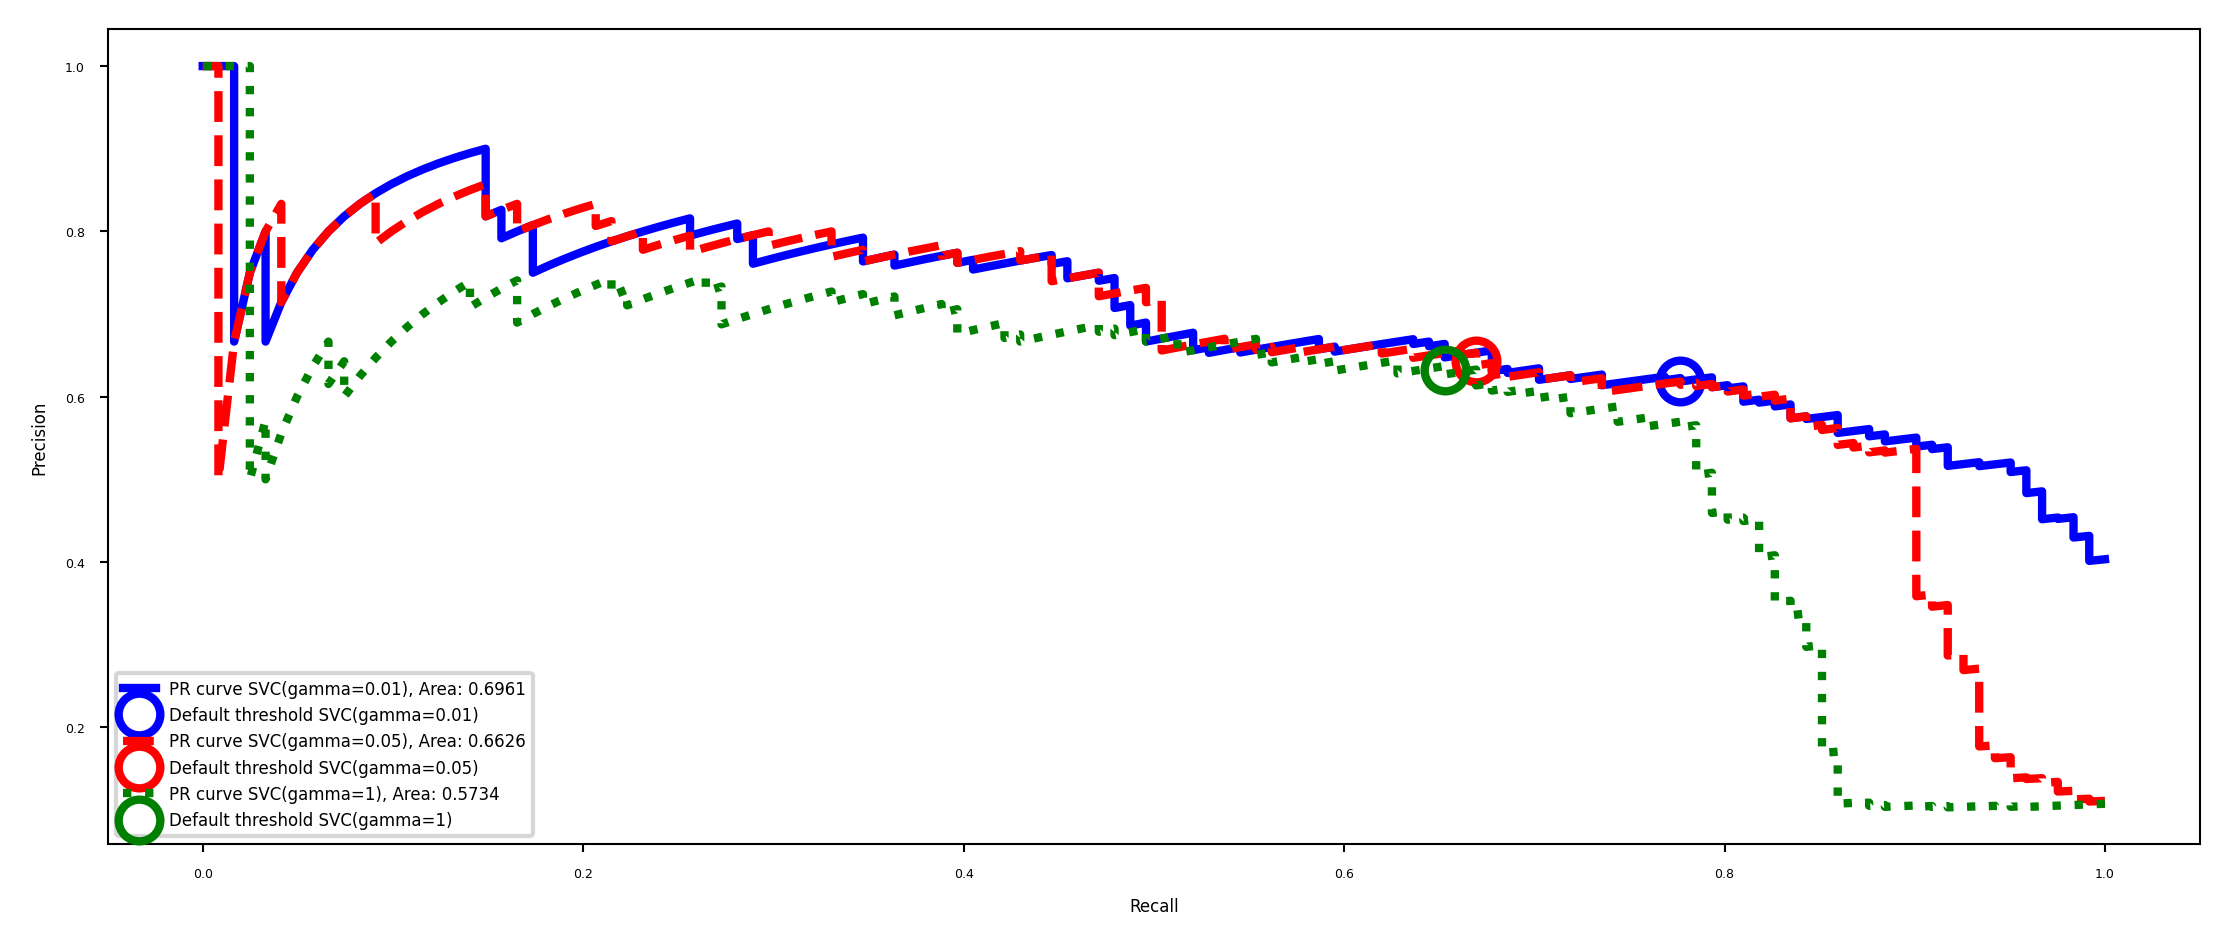 1.0
0.8
0.6
0.4
0.2
Precision
PR curve SVC(gamma=0.01), Area: 0.6961
Default threshold SVC(gamma=0.01)
PR curve SVC(gamma=0.05), Area: 0.6626
Default threshold SVC(gamma=0.05)
PR curve SVC(gamma=1), Area: 0.5734
Default threshold SVC(gamma=1)
0.0 0.2 0.4 0.6 0.8 1.0
Recall